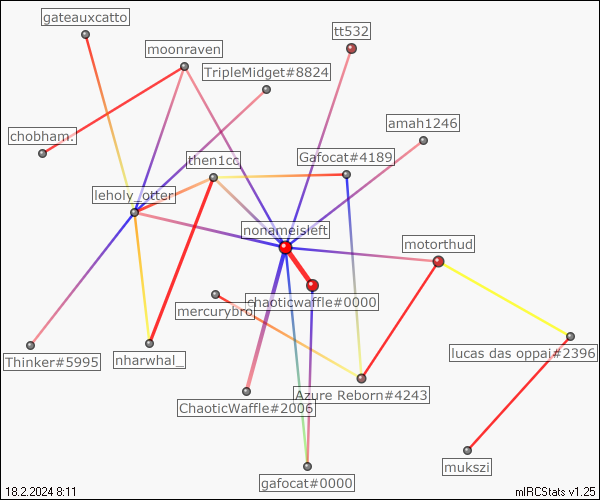 gateauxcatto
tt532
moonraven
TripleMidget#8824
amah1246
chobham.
then1cc
Gafocat#4189
leholy_otter
nonameisleft
motorthud
chaoticwaffle#0000
mercurybro
Thinker#5995
nharwhal_
lucas das oppai#2396
Azure Reborn#4243
ChaoticWaffle#2006
mukszi
gafocat#0000
18.2.2024 8:11
mIRCStats v1.25